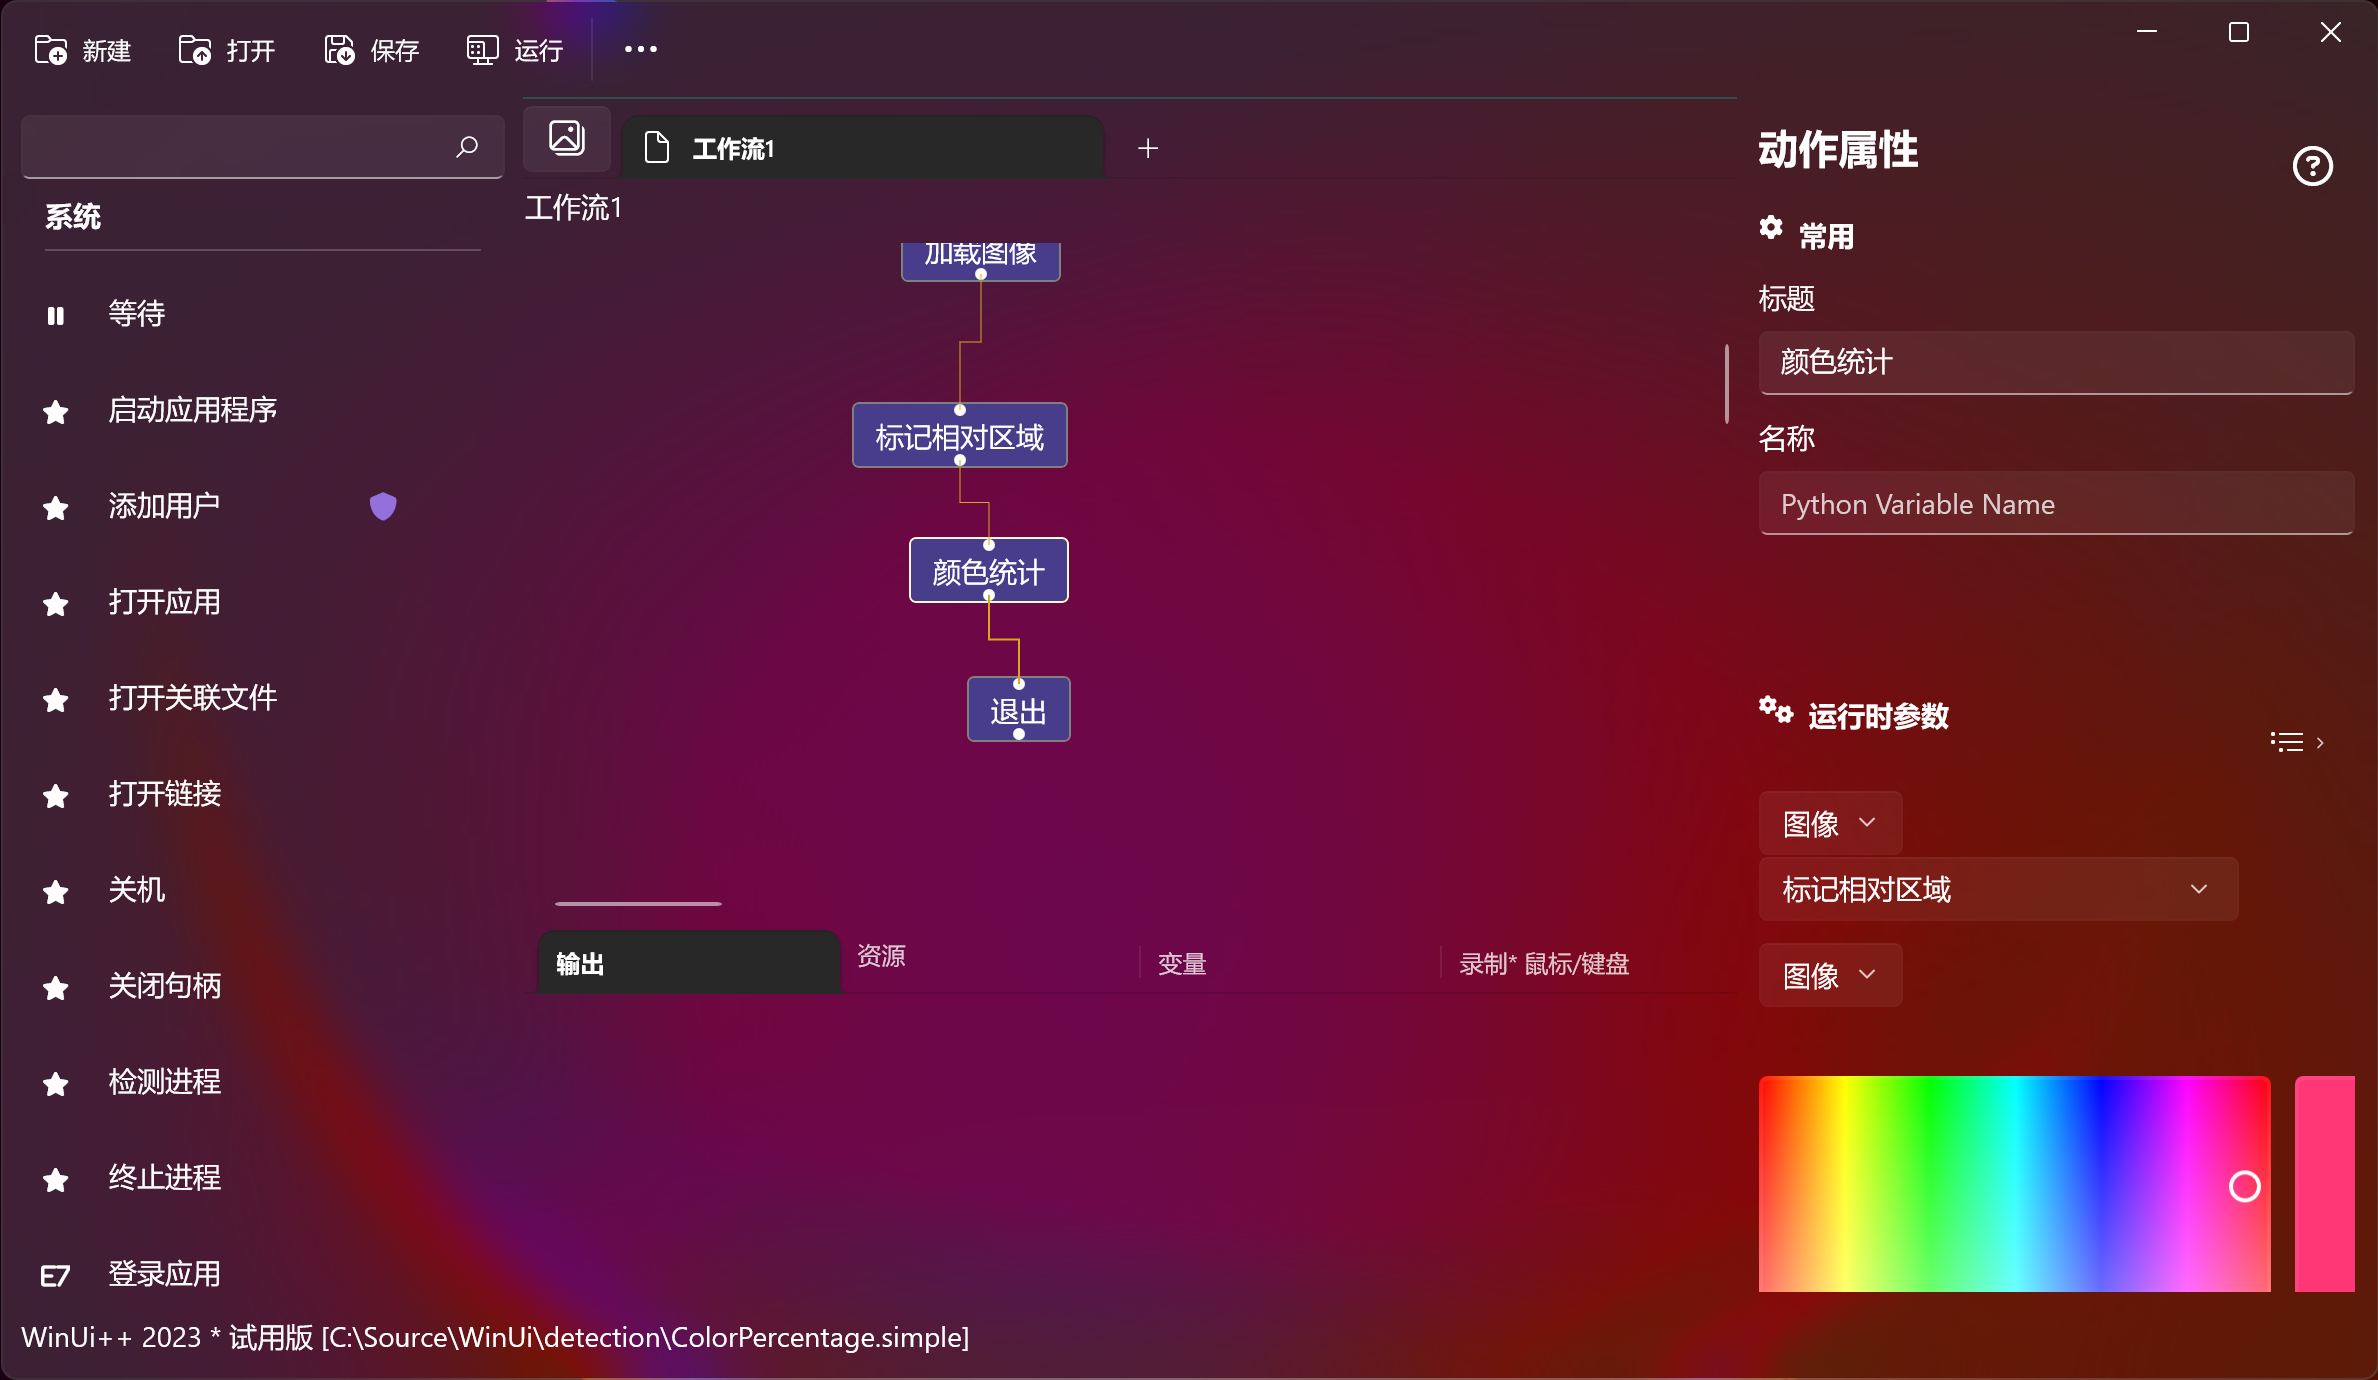 新建 打开 保存 运行
工作流1
系统
等待
启动应用程序
添加用户
打开应用
打开关联文件
打开链接
关机
关闭句柄
检测进程
终止进程
E7 登录应用
工作流1
加载图像
标记相对区域
颜色统计
退出
输出 资源 变量 录制* 鼠标/键盘
动作属性
常用
标题
颜色统计
名称
Python Variable Name
运行时参数
图像
标记相对区域
图像
WinUi++ 2023 * 试用版 [C:\Source\WinUi\detection\ColorPercentage.simple]